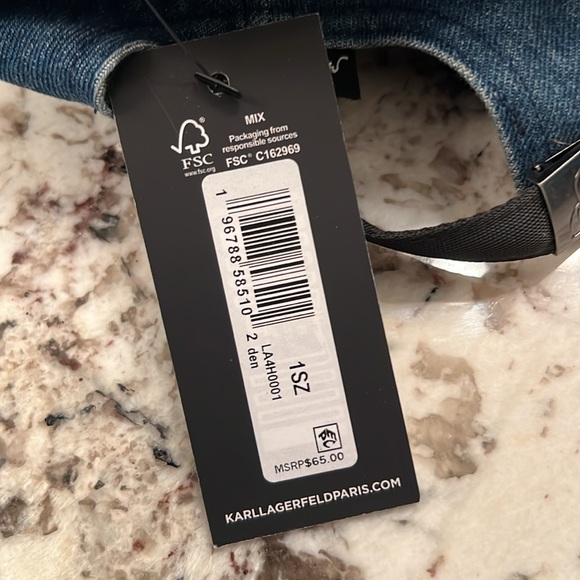 MIX
Packaging from
responsible sources
FSC® C162969
FSC
www.fsc.org
1 96788 58510 2
den
LA4H0001
1SZ
MSRP$65.00
KARLLAGERFELDPARIS.COM